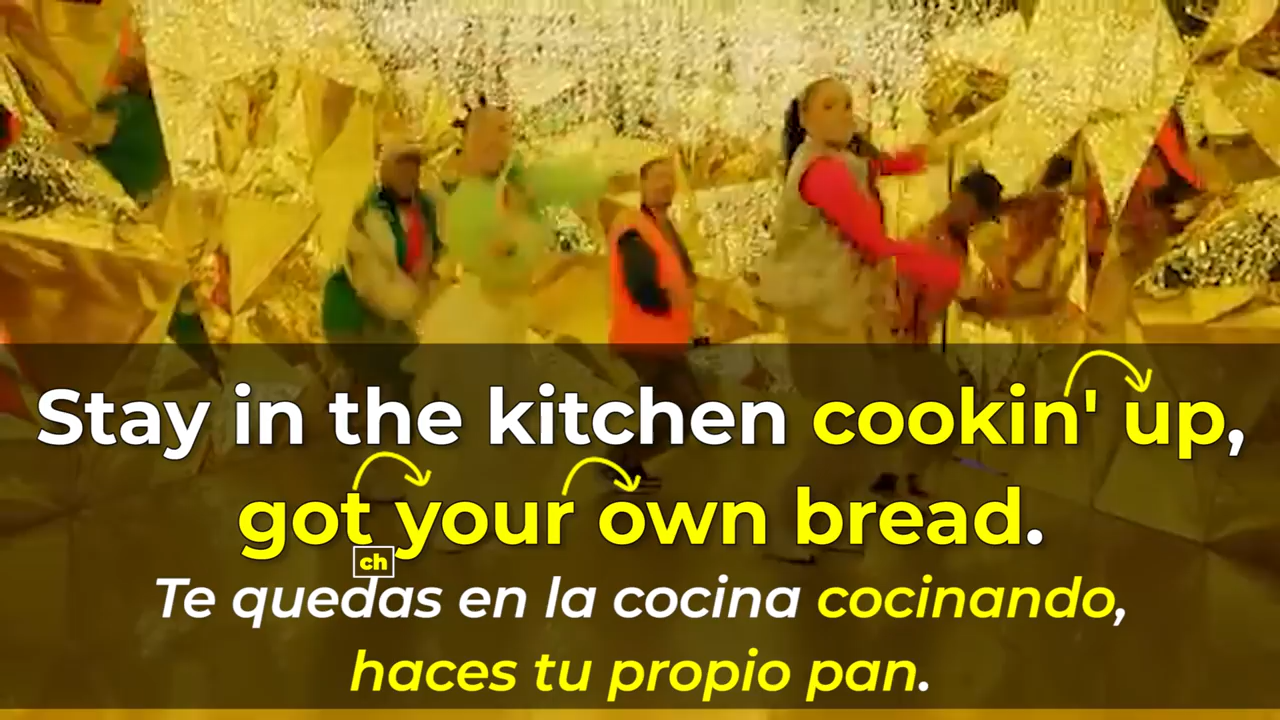 Stay in the kitchen cookin' up,
got your own bread.
ch
Te quedas en la cocina cocinando,
haces tu propio pan.